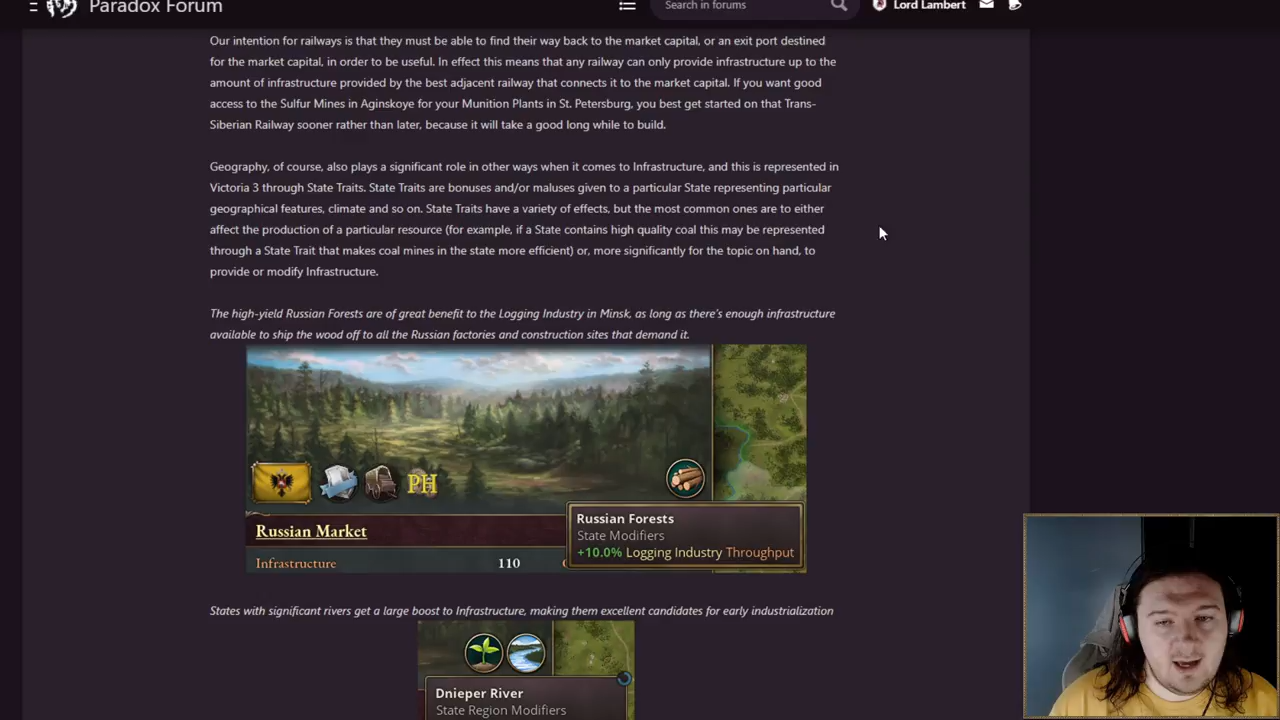 Paradox Forum
Search in forums
Lord Lambert
Our intention for railways is that they must be able to find their way back to the market capital, or an exit port destined
for the market capital, in order to be useful. In effect this means that any railway can only provide infrastructure up to the
amount of infrastructure provided by the best adjacent railway that connects it to the market capital. If you want good
access to the Sulfur Mines in Aginskoye for your Munition Plants in St. Petersburg, you best get started on that Trans-
Siberian Railway sooner rather than later, because it will take a good long while to build.
Geography, of course, also plays a significant role in other ways when it comes to Infrastructure, and this is represented in
Victoria 3 through State Traits. State Traits are bonuses and/or maluses given to a particular State representing particular
geographical features, climate and so on. State Traits have a variety of effects, but the most common ones are to either
affect the production of a particular resource (for example, if a State contains high quality coal this may be represented
through a State Trait that makes coal mines in the state more efficient) or, more significantly for the topic on hand, to
provide or modify Infrastructure.
The high-yield Russian Forests are of great benefit to the Logging Industry in Minsk, as long as there's enough infrastructure
available to ship the wood off to all the Russian factories and construction sites that demand it.
PH
Russian Market
Infrastructure 110
Russian Forests
State Modifiers
+10.0% Logging Industry Throughput
States with significant rivers get a large boost to Infrastructure, making them excellent candidates for early industrialization
Dnieper River
State Region Modifiers